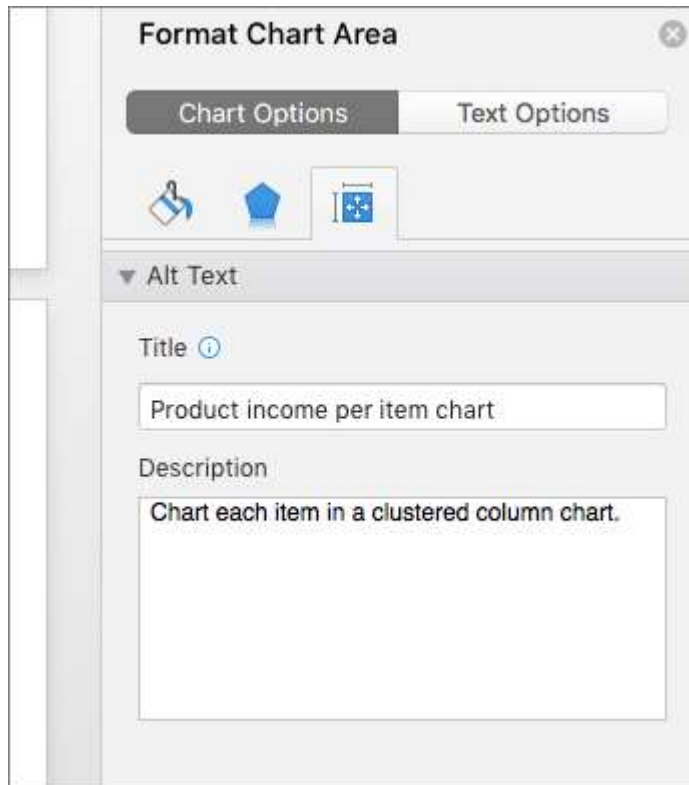 Format Chart Area
Chart Options Text Options
Alt Text
Title
Product income per item chart
Description
Chart each item in a clustered column chart.